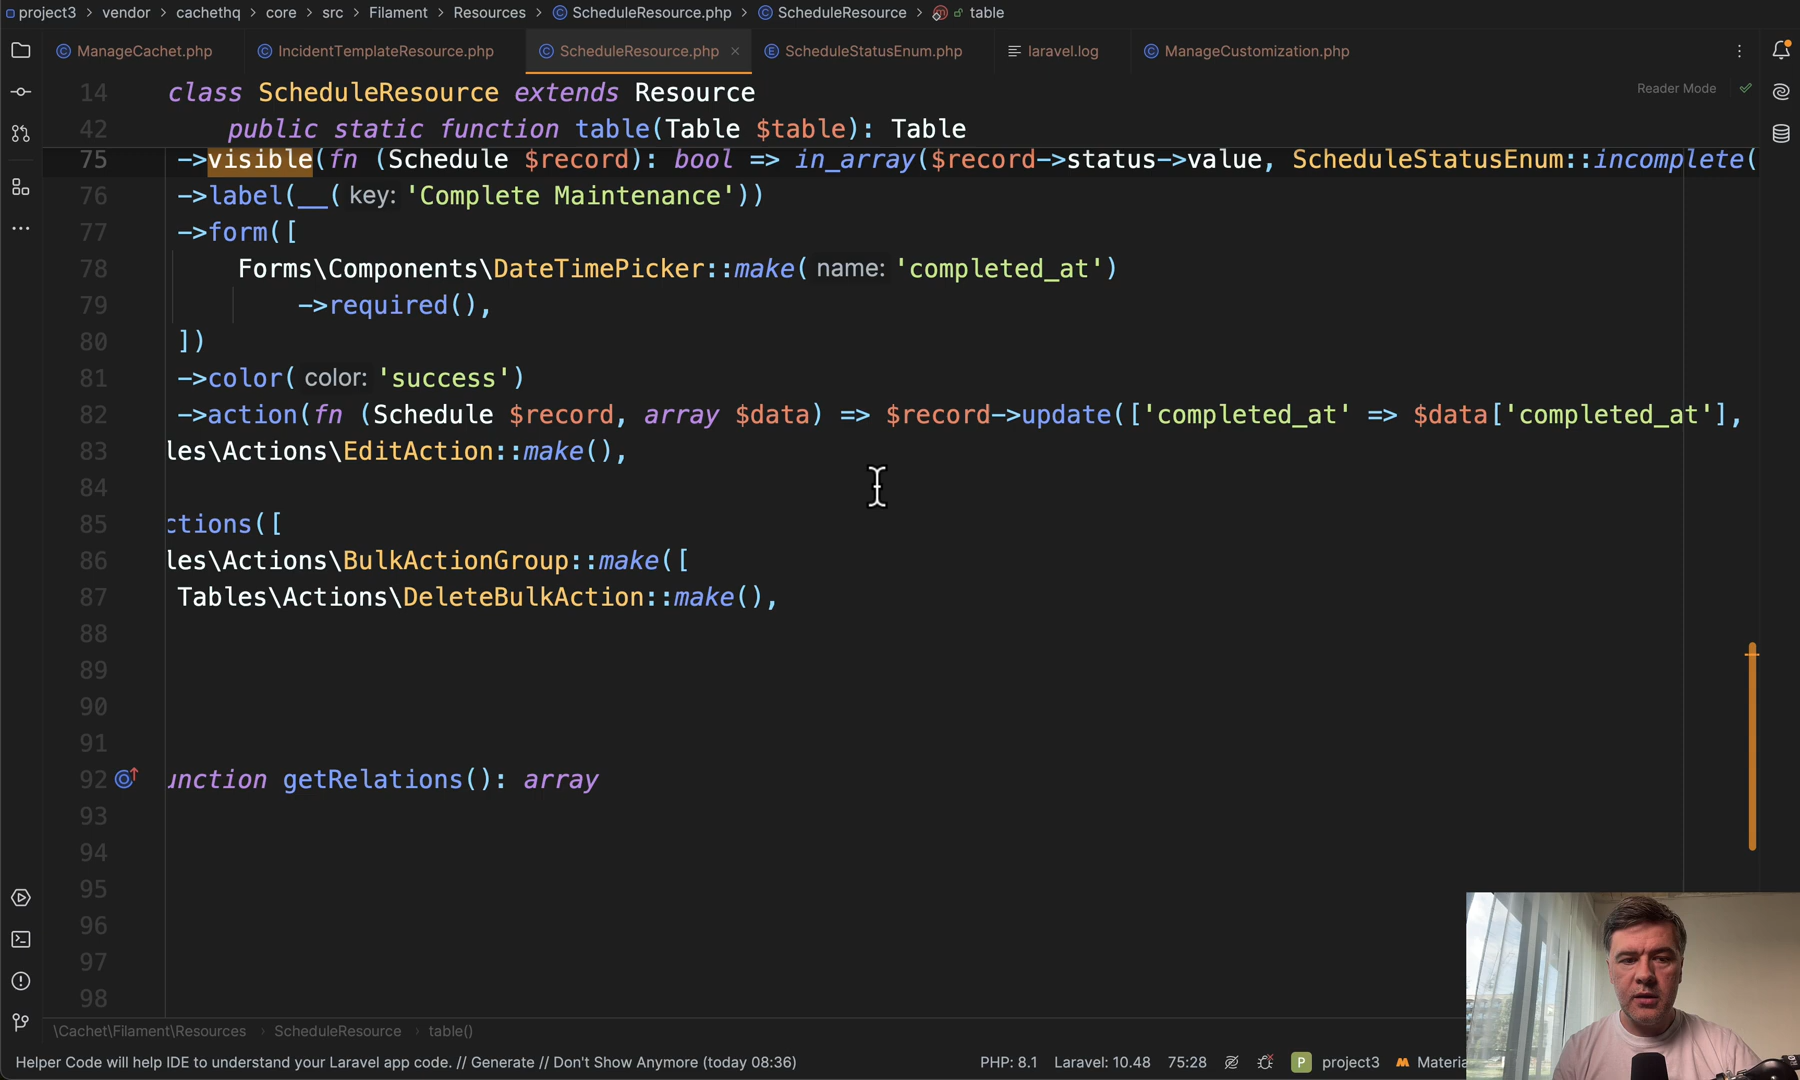 project3 > vendor > cachethq > core > src > Filament > Resources > ScheduleResource.php > ScheduleResource > table
ManageCachet.php IncidentTemplateResource.php ScheduleResource.php ScheduleStatusEnum.php laravel.log ManageCustomization.php
14 class ScheduleResource extends Resource
Reader Mode
42 public static function table(Table $table): Table
75 ->visible(fn (Schedule $record): bool => in_array($record->status->value, ScheduleStatusEnum::incomplete(
76 ->label(__( key: 'Complete Maintenance'))
77 ->form([
78 Forms\Components\DateTimePicker::make( name: 'completed_at')
79 ->required(),
80 ])
81 ->color( color: 'success')
82 ->action(fn (Schedule $record, array $data) => $record->update(['completed_at' => $data['completed_at'],
83 les\Actions\EditAction::make(),
84
85 ctions([
86 les\Actions\BulkActionGroup::make([
87 Tables\Actions\DeleteBulkAction::make(),
88
89
90
91
92 unction getRelations(): array
93
94
95
96
97
98
\Cachet\Filament\Resources > ScheduleResource > table()
Helper Code will help IDE to understand your Laravel app code. // Generate // Don't Show Anymore (today 08:36) PHP: 8.1 Laravel: 10.48 75:28 P project3 Materia